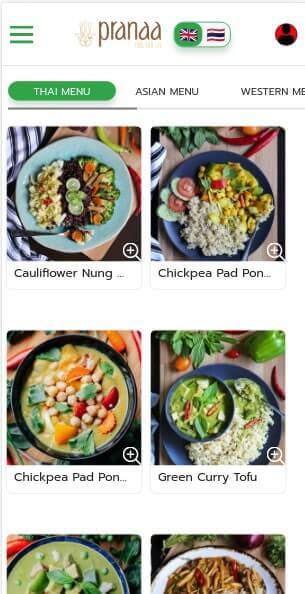 pranaa
THAI MENU
ASIAN MENU
WESTERN ME
Cauliflower Nung ...
Chickpea Pad Pon...
Chickpea Pad Pon...
Green Curry Tofu